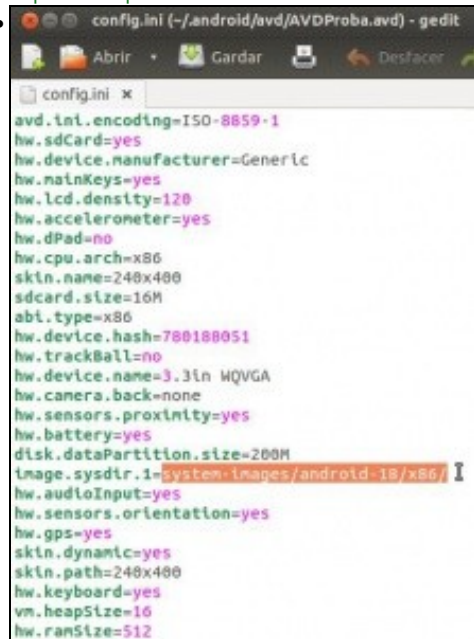 config.ini (~/.android/avd/AVDProba.avd) - gedit
Abrir Gardar Desfacer
config.ini ×
avd.ini.encoding=ISO-8859-1
hw.sdCard=yes
hw.device.manufacturer=Generic
hw.mainKeys=yes
hw.lcd.density=120
hw.accelerometer=yes
hw.dPad=no
hw.cpu.arch=x86
skin.name=240x400
sdcard.size=16M
abi.type=x86
hw.device.hash=780188051
hw.trackBall=no
hw.device.name=3.3in WQVGA
hw.camera.back=none
hw.sensors.proximity=yes
hw.battery=yes
disk.dataPartition.size=200M
image.sysdir.1=system-images/android-18/x86/
hw.audioInput=yes
hw.sensors.orientation=yes
hw.gps=yes
skin.dynamic=yes
skin.path=240x400
hw.keyboard=yes
vm.heapSize=16
hw.ramSize=512